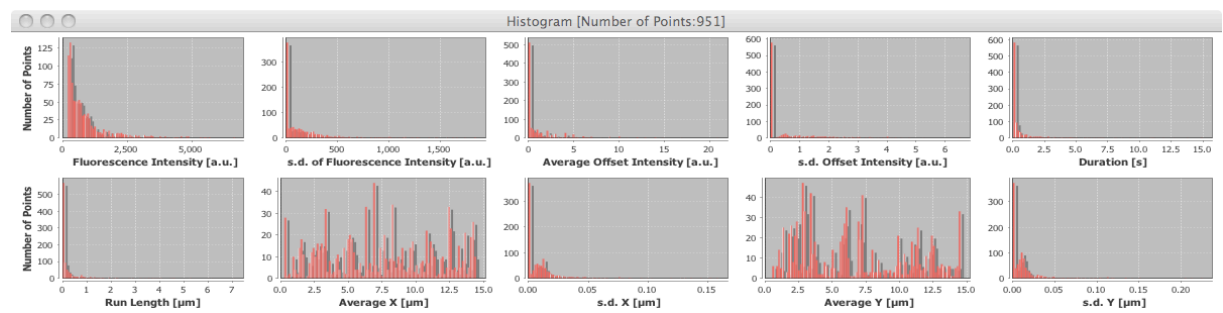 Histogram [Number of Points:951]
Number of Points
125
100
75
50
25
0
0 2,500 5,000
Fluorescence Intensity [a.u.]
300
200
100
0
0 500 1,000 1,500
s.d. of Fluorescence Intensity [a.u.]
500
400
300
200
100
0
0 5 10 15 20
Average Offset Intensity [a.u.]
600
500
400
300
200
100
0
0 1 2 3 4 5 6
s.d. Offset Intensity [a.u.]
600
500
400
300
200
100
0
0.0 2.5 5.0 7.5 10.0 12.5 15.0
Duration [s]
Number of Points
500
400
300
200
100
0
0 1 2 3 4 5 6 7
Run Length [µm]
40
30
20
10
0
0.0 2.5 5.0 7.5 10.0 12.5 15.0
Average X [µm]
300
200
100
0
0.00 0.05 0.10 0.15
s.d. X [µm]
40
30
20
10
0
0.0 2.5 5.0 7.5 10.0 12.5 15.0
Average Y [µm]
300
200
100
0
0.00 0.05 0.10 0.15 0.20
s.d. Y [µm]